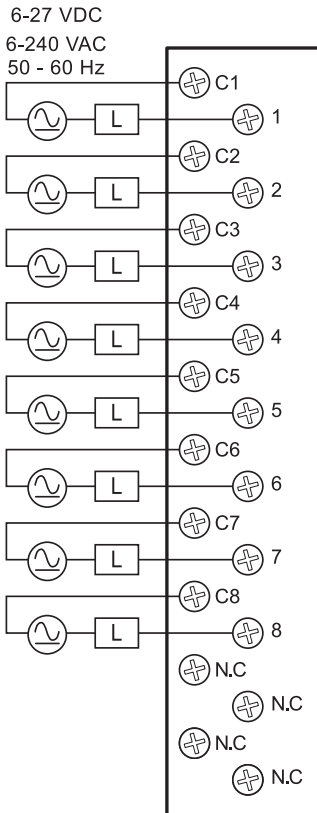 6-27 VDC
6-240 VAC
50 - 60 Hz
C1
L 1
C2
L 2
C3
L 3
C4
L 4
C5
L 5
C6
L 6
C7
L 7
C8
L 8
N.C
N.C
N.C
N.C